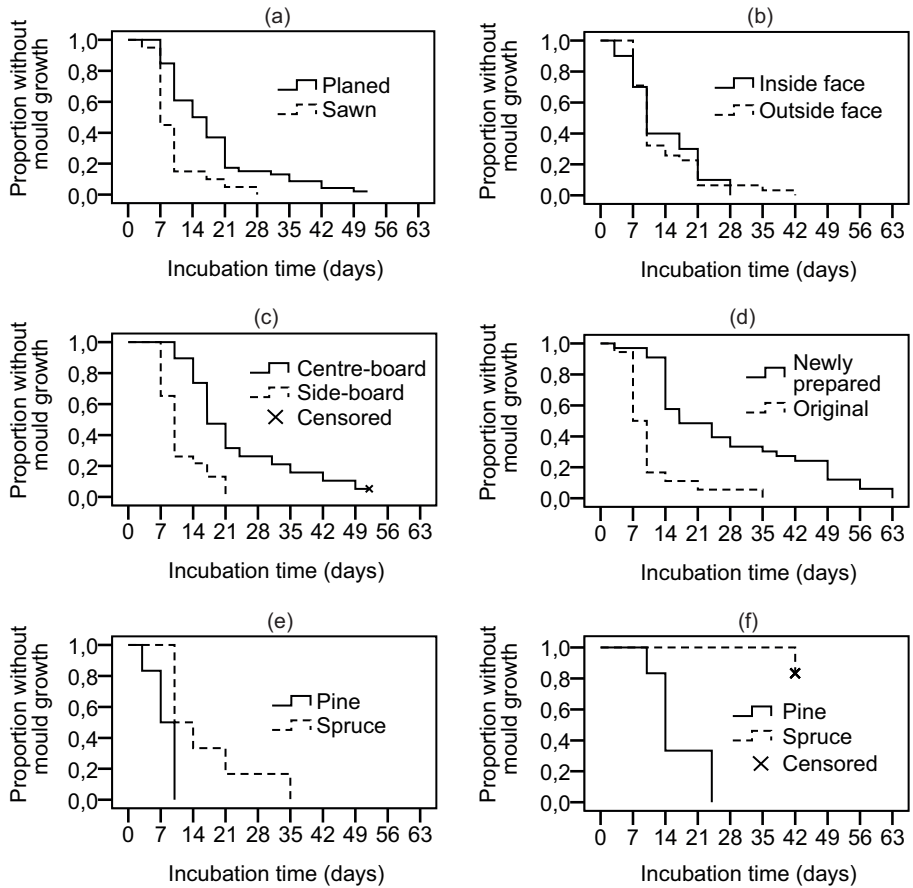 (a)
Proportion without
mould growth
1,0
0,8
0,6
0,4
0,2
0,0
Planed
Sawn
0 7 14 21 28 35 42 49 56 63
Incubation time (days)
(b)
Proportion without
mould growth
1,0
0,8
0,6
0,4
0,2
0,0
Inside face
Outside face
0 7 14 21 28 35 42 49 56 63
Incubation time (days)
(c)
Proportion without
mould growth
1,0
0,8
0,6
0,4
0,2
0,0
Centre-board
Side-board
Censored
0 7 14 21 28 35 42 49 56 63
Incubation time (days)
(d)
Proportion without
mould growth
1,0
0,8
0,6
0,4
0,2
0,0
Newly
prepared
Original
0 7 14 21 28 35 42 49 56 63
Incubation time (days)
(e)
Proportion without
mould growth
1,0
0,8
0,6
0,4
0,2
0,0
Pine
Spruce
0 7 14 21 28 35 42 49 56 63
Incubation time (days)
(f)
Proportion without
mould growth
1,0
0,8
0,6
0,4
0,2
0,0
Pine
Spruce
Censored
0 7 14 21 28 35 42 49 56 63
Incubation time (days)